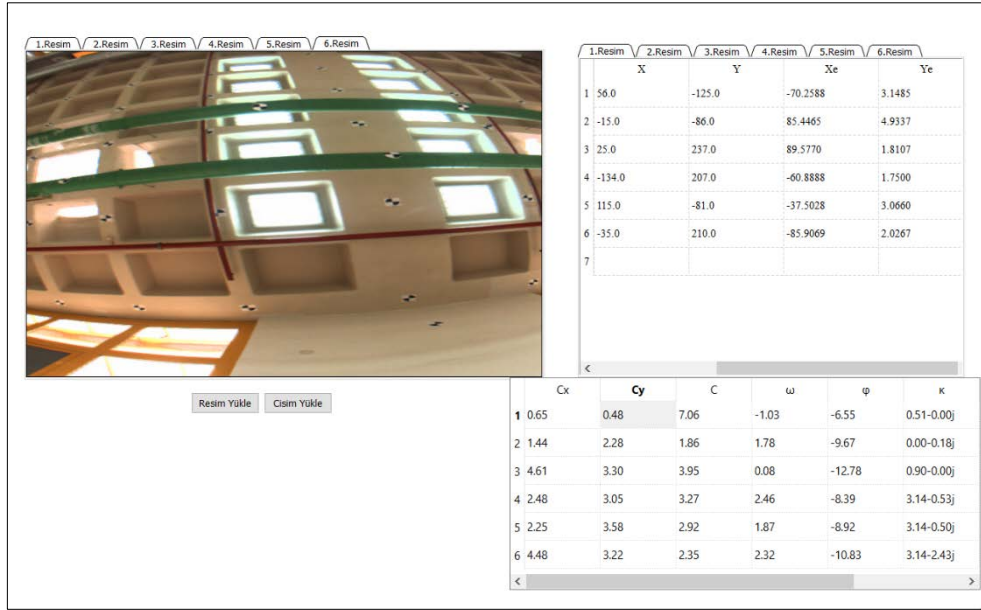 1.Resim 2.Resim 3.Resim 4.Resim 5.Resim 6.Resim
1.Resim 2.Resim 3.Resim 4.Resim 5.Resim 6.Resim
X Y Xe Ye
1 56.0 -125.0 -70.2588 3.1485
2 -15.0 -86.0 85.4465 4.9337
3 25.0 237.0 89.5770 1.8107
4 -134.0 207.0 -60.8888 1.7500
5 115.0 -81.0 -37.5028 3.0660
6 -35.0 210.0 -85.9069 2.0267
7
Resim Yükle Cisim Yükle
Cx Cy C ω φ κ
1 0.65 0.48 7.06 -1.03 -6.55 0.51-0.00j
2 1.44 2.28 1.86 1.78 -9.67 0.00-0.18j
3 4.61 3.30 3.95 0.08 -12.78 0.90-0.00j
4 2.48 3.05 3.27 2.46 -8.39 3.14-0.53j
5 2.25 3.58 2.92 1.87 -8.92 3.14-0.50j
6 4.48 3.22 2.35 2.32 -10.83 3.14-2.43j